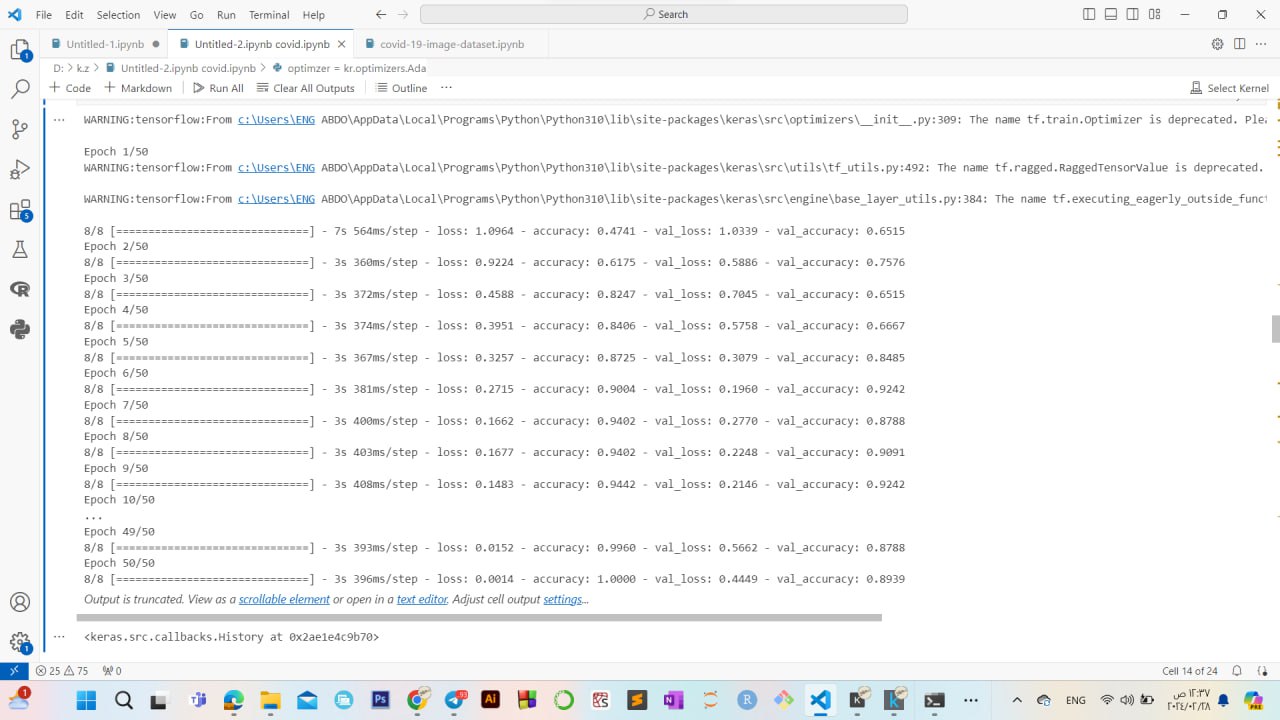 File Edit Selection View Go Run Terminal Help Search
Untitled-1.ipynb Untitled-2.ipynb covid.ipynb covid-19-image-dataset.ipynb
D: > k.z > Untitled-2.ipynb covid.ipynb > optimzer = kr.optimizers.Ada
+ Code + Markdown Run All Clear All Outputs Outline ... Select Kernel
... WARNING:tensorflow:From c:\Users\ENG ABDO\AppData\Local\Programs\Python\Python310\lib\site-packages\keras\src\optimizers\__init__.py:309: The name tf.train.Optimizer is deprecated. Plea
Epoch 1/50
WARNING:tensorflow:From c:\Users\ENG ABDO\AppData\Local\Programs\Python\Python310\lib\site-packages\keras\src\utils\tf_utils.py:492: The name tf.ragged.RaggedTensorValue is deprecated.
WARNING:tensorflow:From c:\Users\ENG ABDO\AppData\Local\Programs\Python\Python310\lib\site-packages\keras\src\engine\base_layer_utils.py:384: The name tf.executing_eagerly_outside_funct
8/8 [==============================] - 7s 564ms/step - loss: 1.0964 - accuracy: 0.4741 - val_loss: 1.0339 - val_accuracy: 0.6515
Epoch 2/50
8/8 [==============================] - 3s 360ms/step - loss: 0.9224 - accuracy: 0.6175 - val_loss: 0.5886 - val_accuracy: 0.7576
Epoch 3/50
8/8 [==============================] - 3s 372ms/step - loss: 0.4588 - accuracy: 0.8247 - val_loss: 0.7045 - val_accuracy: 0.6515
Epoch 4/50
8/8 [==============================] - 3s 374ms/step - loss: 0.3951 - accuracy: 0.8406 - val_loss: 0.5758 - val_accuracy: 0.6667
Epoch 5/50
8/8 [==============================] - 3s 367ms/step - loss: 0.3257 - accuracy: 0.8725 - val_loss: 0.3079 - val_accuracy: 0.8485
Epoch 6/50
8/8 [==============================] - 3s 381ms/step - loss: 0.2715 - accuracy: 0.9004 - val_loss: 0.1960 - val_accuracy: 0.9242
Epoch 7/50
8/8 [==============================] - 3s 400ms/step - loss: 0.1662 - accuracy: 0.9402 - val_loss: 0.2770 - val_accuracy: 0.8788
Epoch 8/50
8/8 [==============================] - 3s 403ms/step - loss: 0.1677 - accuracy: 0.9402 - val_loss: 0.2248 - val_accuracy: 0.9091
Epoch 9/50
8/8 [==============================] - 3s 408ms/step - loss: 0.1483 - accuracy: 0.9442 - val_loss: 0.2146 - val_accuracy: 0.9242
Epoch 10/50
...
Epoch 49/50
8/8 [==============================] - 3s 393ms/step - loss: 0.0152 - accuracy: 0.9960 - val_loss: 0.5662 - val_accuracy: 0.8788
Epoch 50/50
8/8 [==============================] - 3s 396ms/step - loss: 0.0014 - accuracy: 1.0000 - val_loss: 0.4449 - val_accuracy: 0.8939
Output is truncated. View as a scrollable element or open in a text editor. Adjust cell output settings...
... <keras.src.callbacks.History at 0x2ae1e4c9b70>
25 75 0 Cell 14 of 24
ENG ١٢:٣٧ ص
٢٠٢٤/٠٢/٢٨